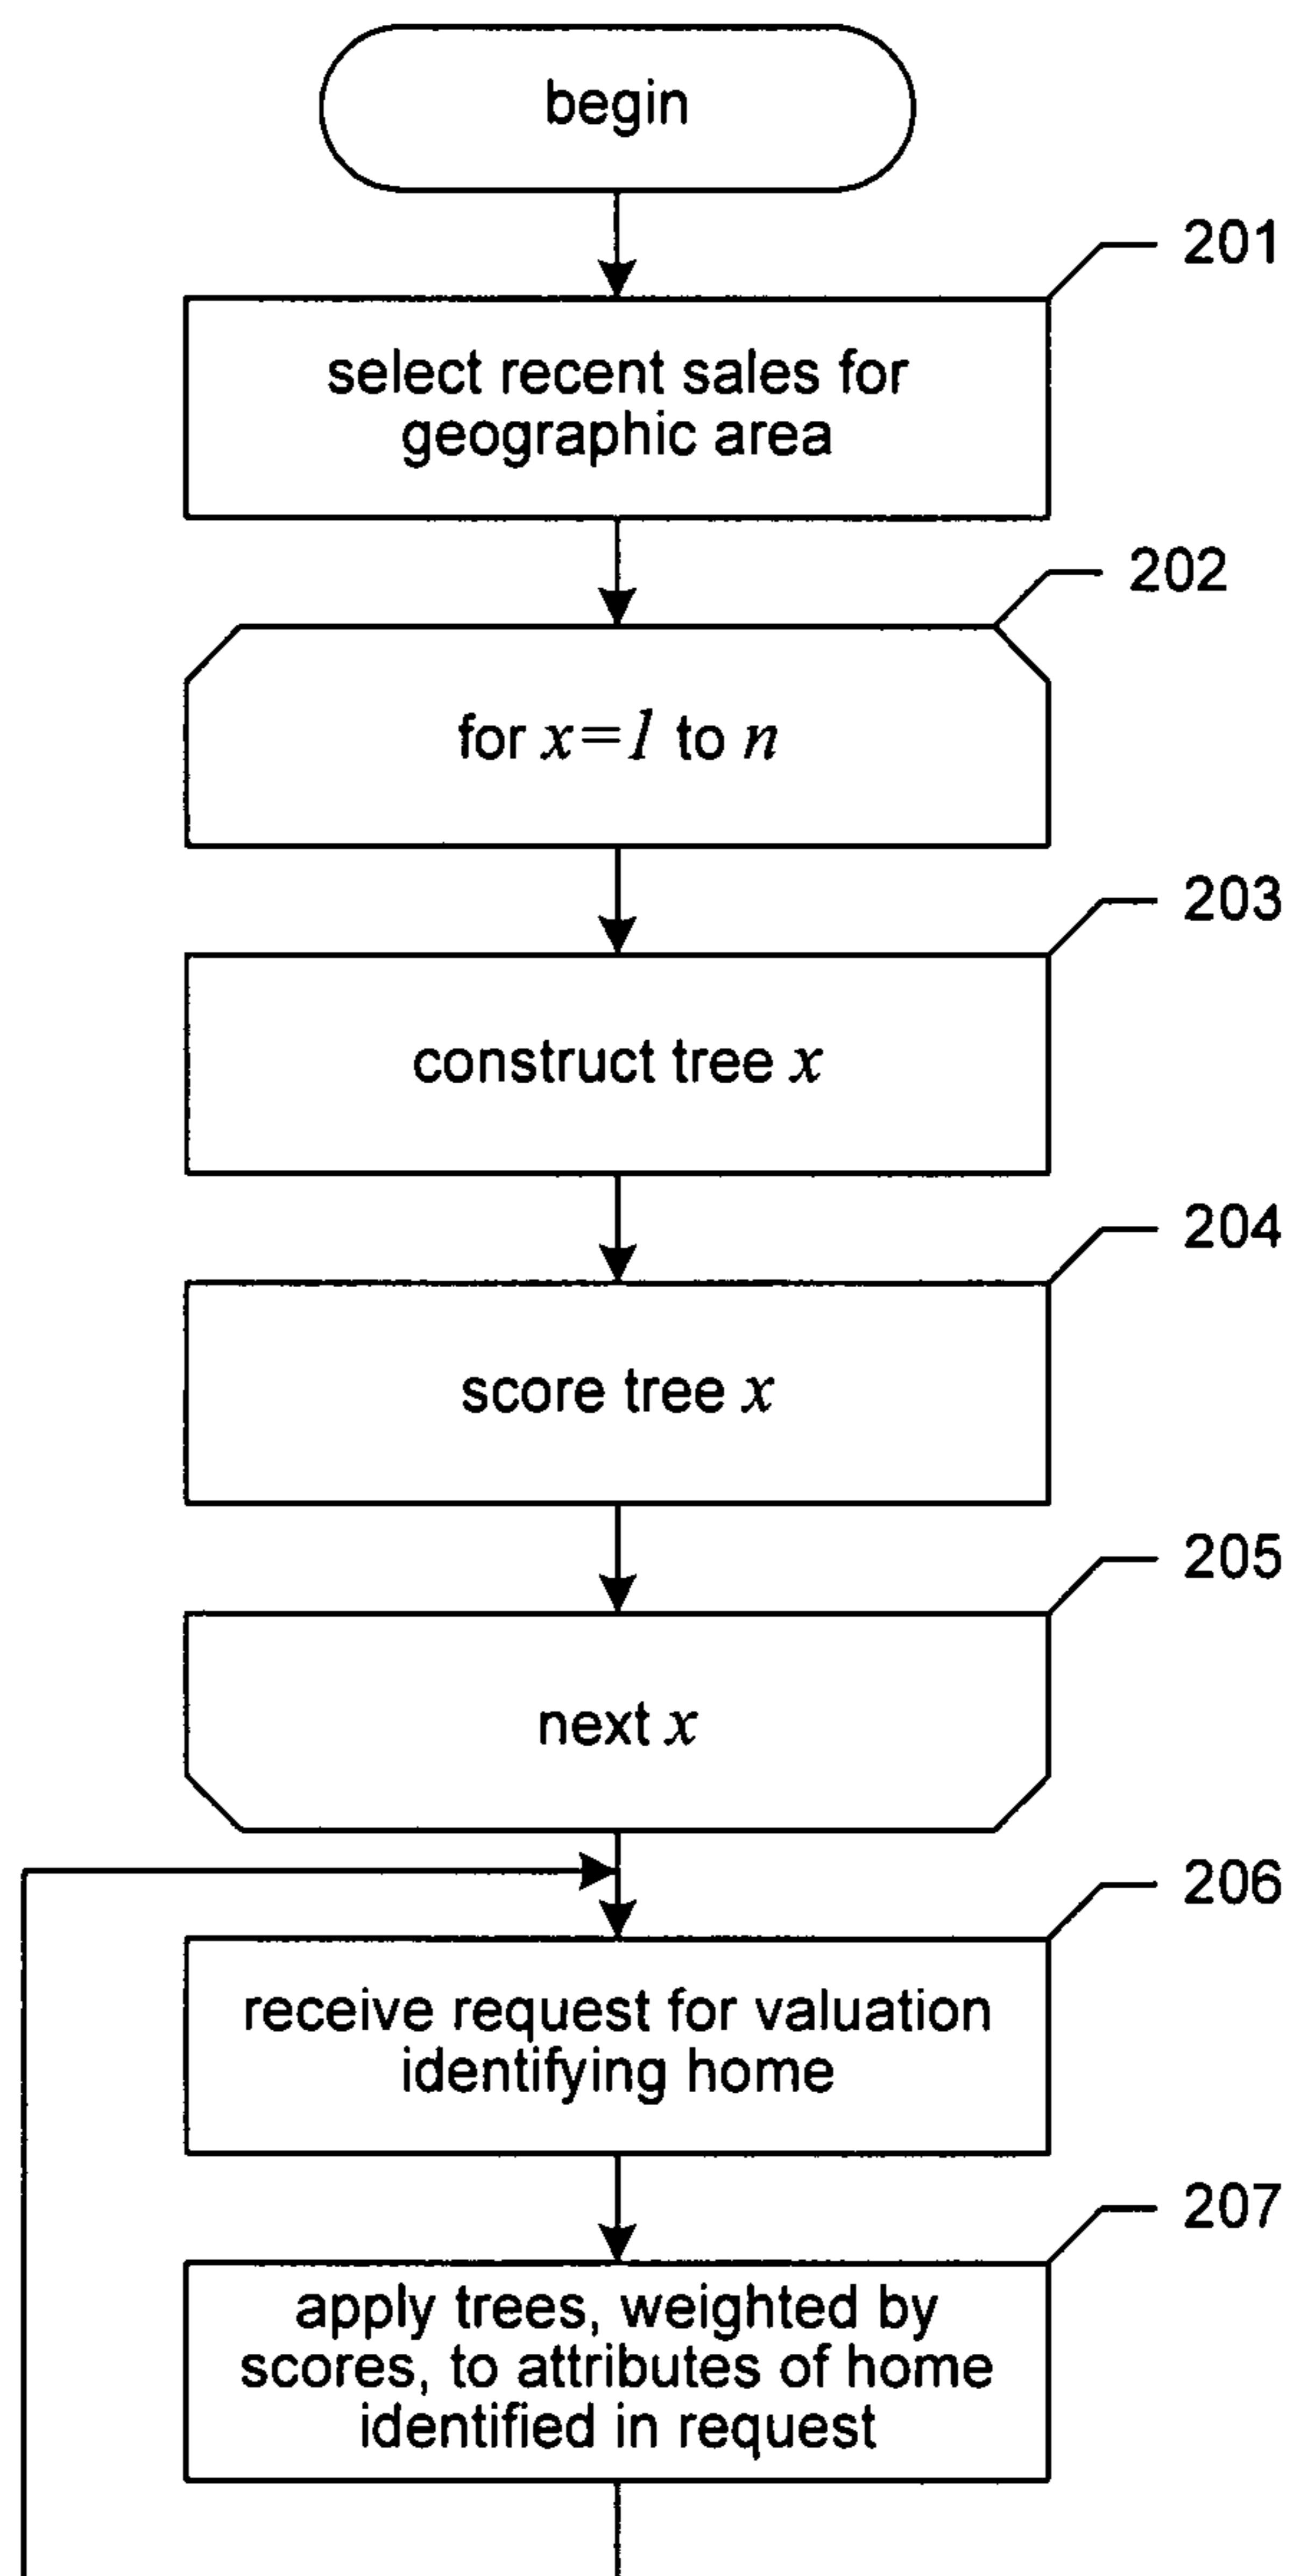 begin
201
select recent sales for
geographic area
202
for x=1 to n
203
construct tree x
204
score tree x
205
next x
206
receive request for valuation
identifying home
207
apply trees, weighted by
scores, to attributes of home
identified in request